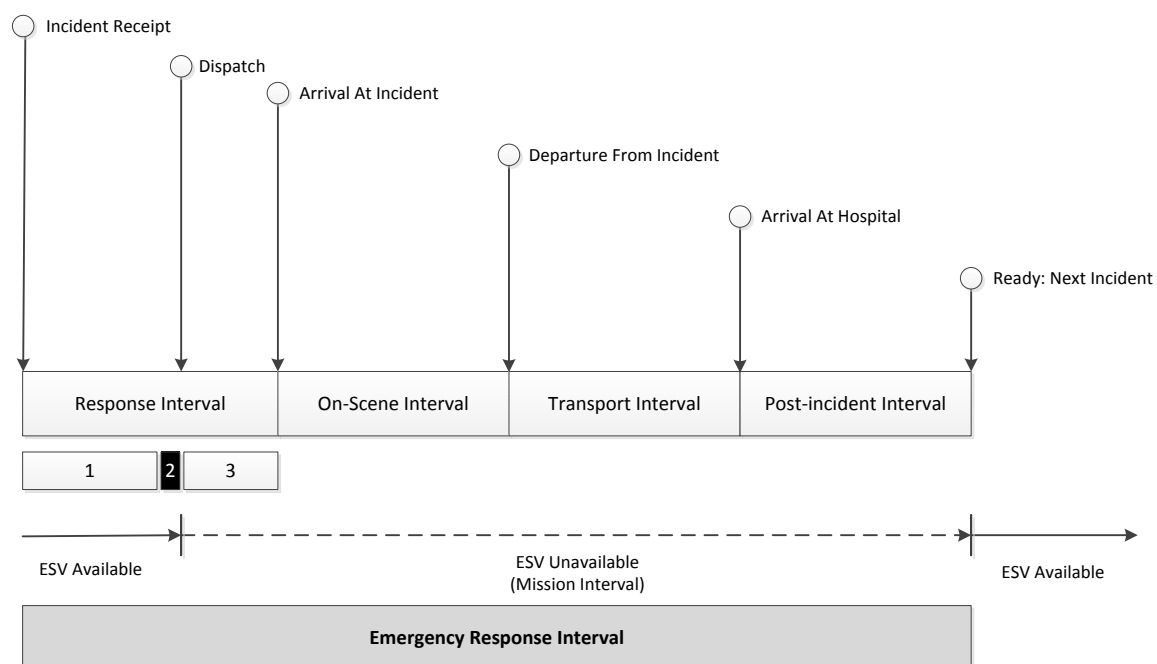 Incident Receipt
Dispatch
Arrival At Incident
Departure From Incident
Arrival At Hospital
Ready: Next Incident
Response Interval
On-Scene Interval
Transport Interval
Post-incident Interval
1
2
3
ESV Available
ESV Unavailable
(Mission Interval)
ESV Available
Emergency Response Interval